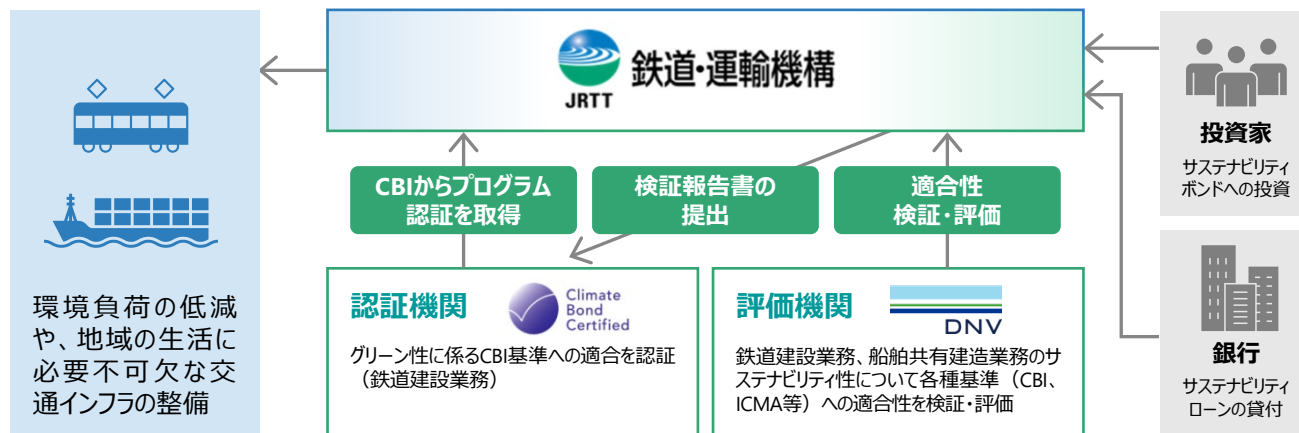 鉄道・運輸機構
JRTT
CBIからプログラム
認証を取得
検証報告書の
提出
適合性
検証・評価
環境負荷の低減
や、地域の生活に
必要不可欠な交
通インフラの整備
認証機関
Climate
Bond
Certified
グリーン性に係るCBI基準への適合を認証
（鉄道建設業務）
評価機関
DNV
鉄道建設業務、船舶共有建造業務のサ
ステナビリティ性について各種基準（CBI、
ICMA等）への適合性を検証・評価
投資家
サステナビリティ
ボンドへの投資
銀行
サステナビリティ
ローンの貸付